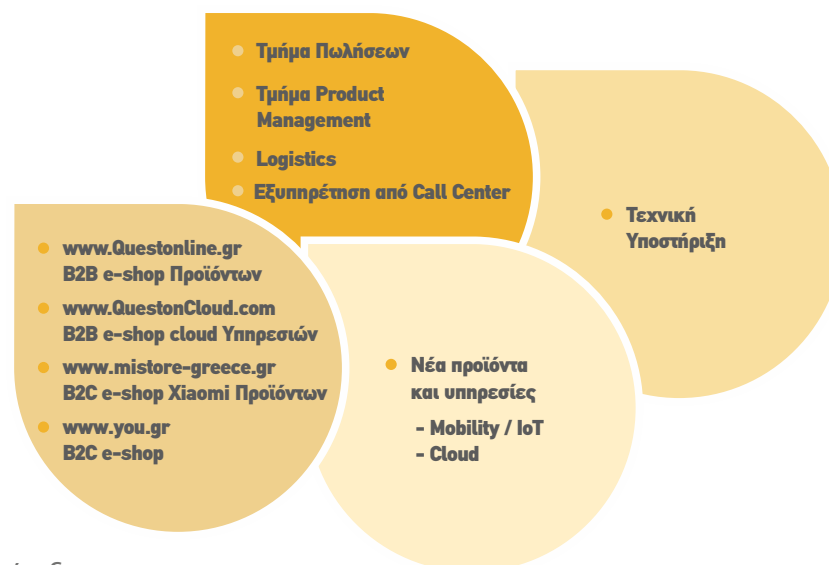 Τμήμα Πωλήσεων
Τμήμα Product
Management
Logistics
Εξυπηρέτηση από Call Center
Τεχνική
Υποστήριξη
www.Questonline.gr
B2B e-shop Προϊόντων
www.QuestonCloud.com
B2B e-shop cloud Υπηρεσιών
www.mistore-greece.gr
B2C e-shop Xiaomi Προϊόντων
www.you.gr
B2C e-shop
Νέα προϊόντα
και υπηρεσίες
- Mobility / IoT
- Cloud